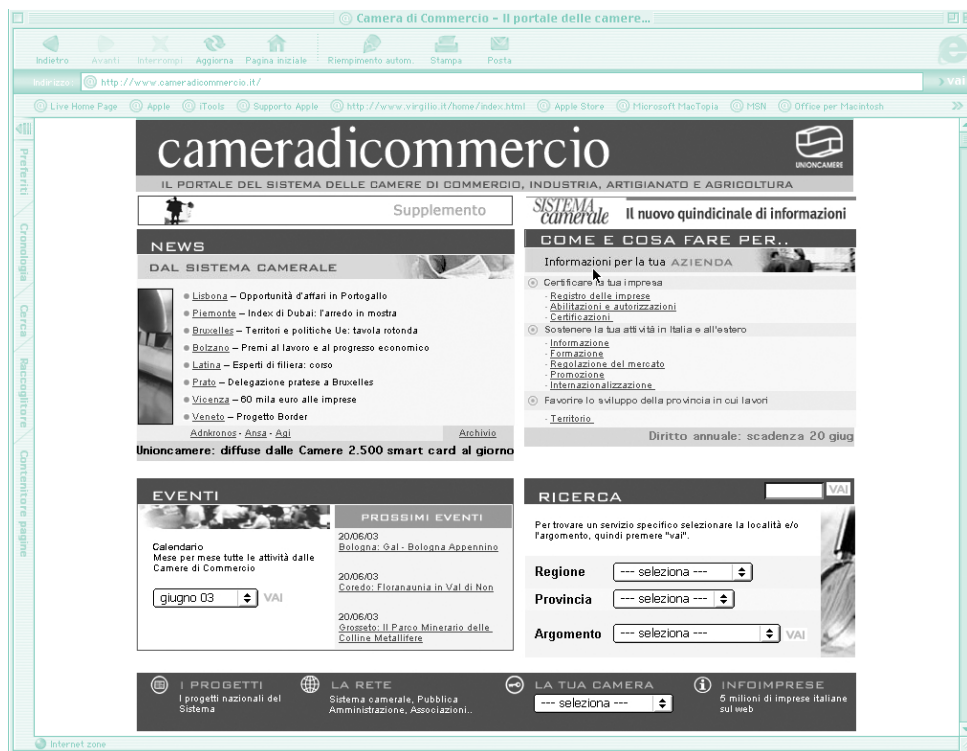 Camera di Commercio – Il portale delle camere...
Indietro Avanti Interrompi Aggiorna Pagina iniziale Riempimento autom. Stampa Posta
Indirizzo: http://www.cameradicommercio.it/ vai
Live Home Page Apple iTools Supporto Apple http://www.virgilio.it/home/index.html Apple Store Microsoft MacTopia MSN Office per Macintosh
Preferiti
Cronologia
Cerca
Raccoglitore
Contenitore pagine
cameradicommercio
UNIONCAMERE
IL PORTALE DEL SISTEMA DELLE CAMERE DI COMMERCIO, INDUSTRIA, ARTIGIANATO E AGRICOLTURA
Supplemento
SISTEMA camerale Il nuovo quindicinale di informazioni
NEWS
DAL SISTEMA CAMERALE
Lisbona – Opportunità d'affari in Portogallo
Piemonte – Index di Dubai: l'arredo in mostra
Bruxelles – Territori e politiche Ue: tavola rotonda
Bolzano – Premi al lavoro e al progresso economico
Latina – Esperti di filiera: corso
Prato – Delegazione pratese a Bruxelles
Vicenza – 60 mila euro alle imprese
Veneto – Progetto Border
Adnkronos - Ansa - Agi Archivio
Unioncamere: diffuse dalle Camere 2.500 smart card al giorno
COME E COSA FARE PER..
Informazioni per la tua AZIENDA
Certificare la tua impresa
· Registro delle imprese
· Abilitazioni e autorizzazioni
· Certificazioni
Sostenere la tua attività in Italia e all'estero
· Informazione
· Formazione
· Regolazione del mercato
· Promozione
· Internazionalizzazione
Favorire lo sviluppo della provincia in cui lavori
· Territorio
Diritto annuale: scadenza 20 giug
EVENTI
Calendario
Mese per mese tutte le attività dalle
Camere di Commercio
giugno 03 VAI
PROSSIMI EVENTI
20/06/03
Bologna: Gal - Bologna Appennino
20/06/03
Coredo: Floranaunia in Val di Non
20/06/03
Grosseto: Il Parco Minerario delle
Colline Metallifere
RICERCA VAI
Per trovare un servizio specifico selezionare la località e/o
l'argomento, quindi premere "vai".
Regione --- seleziona ---
Provincia --- seleziona ---
Argomento --- seleziona --- VAI
I PROGETTI
I progetti nazionali del
Sistema
LA RETE
Sistema camerale, Pubblica
Amministrazione, Associazioni..
LA TUA CAMERA
--- seleziona ---
INFOIMPRESE
5 milioni di imprese italiane
sul web
Internet zone